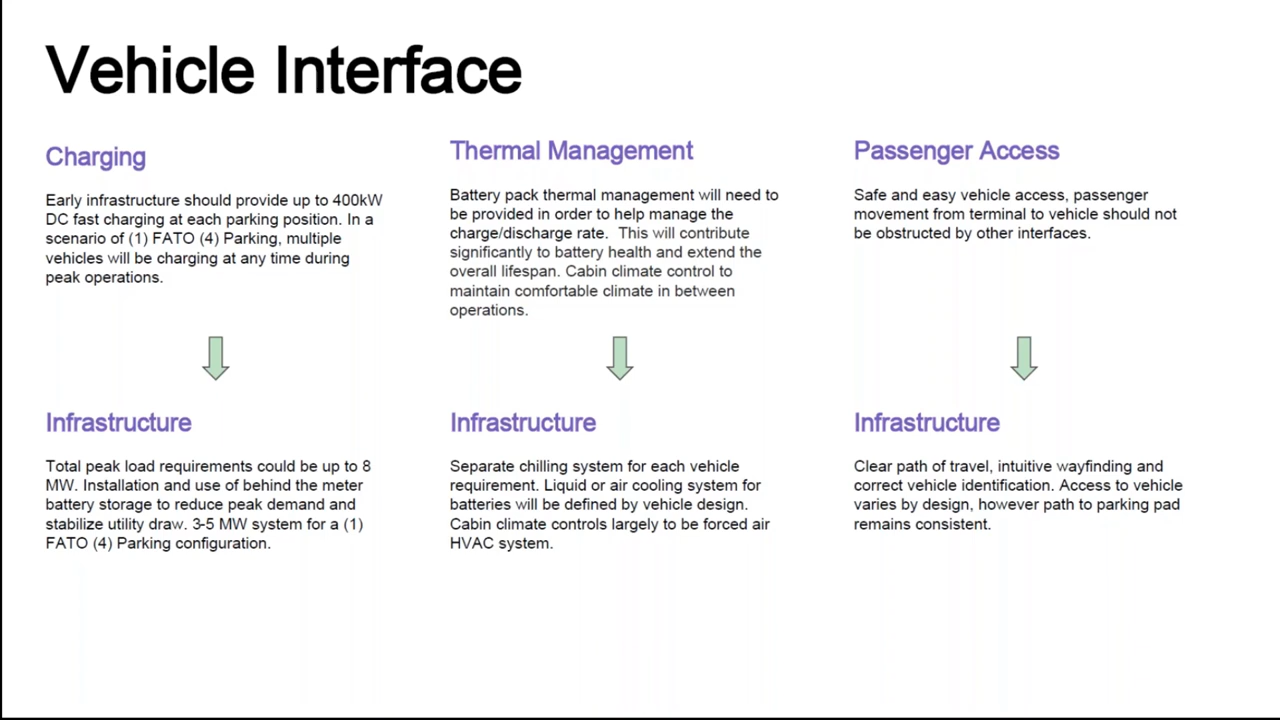 Vehicle Interface
Charging
Early infrastructure should provide up to 400kW
DC fast charging at each parking position. In a
scenario of (1) FATO (4) Parking, multiple
vehicles will be charging at any time during
peak operations.
Infrastructure
Total peak load requirements could be up to 8
MW. Installation and use of behind the meter
battery storage to reduce peak demand and
stabilize utility draw. 3-5 MW system for a (1)
FATO (4) Parking configuration.
Thermal Management
Battery pack thermal management will need to
be provided in order to help manage the
charge/discharge rate.  This will contribute
significantly to battery health and extend the
overall lifespan. Cabin climate control to
maintain comfortable climate in between
operations.
Infrastructure
Separate chilling system for each vehicle
requirement. Liquid or air cooling system for
batteries will be defined by vehicle design.
Cabin climate controls largely to be forced air
HVAC system.
Passenger Access
Safe and easy vehicle access, passenger
movement from terminal to vehicle should not
be obstructed by other interfaces.
Infrastructure
Clear path of travel, intuitive wayfinding and
correct vehicle identification. Access to vehicle
varies by design, however path to parking pad
remains consistent.